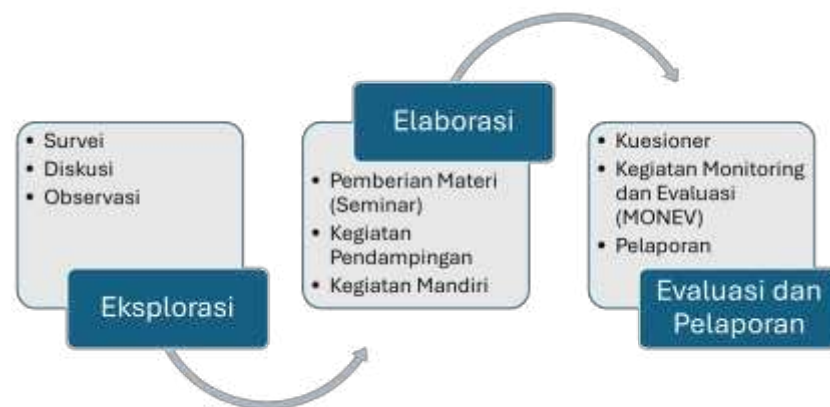 • Survei
• Diskusi
• Observasi
Eksplorasi
Elaborasi
• Pemberian Materi
(Seminar)
• Kegiatan
Pendampingan
• Kegiatan Mandiri
• Kuesioner
• Kegiatan Monitoring
dan Evaluasi
(MONEV)
• Pelaporan
Evaluasi dan
Pelaporan